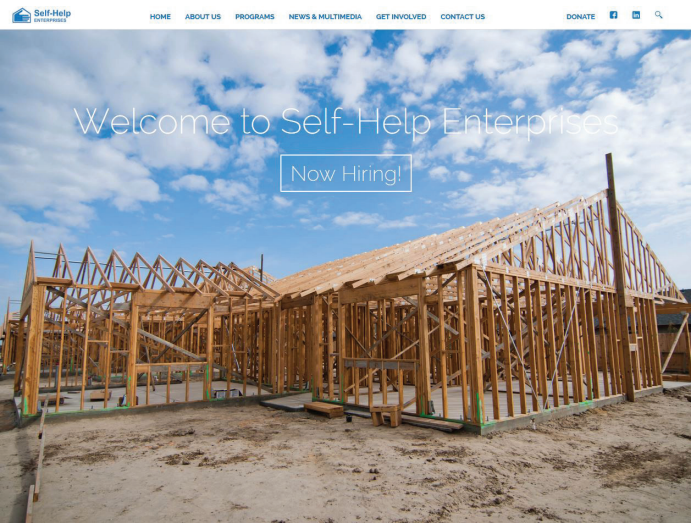 Self-Help
ENTERPRISES
HOME ABOUT US PROGRAMS NEWS & MULTIMEDIA GET INVOLVED CONTACT US DONATE
Welcome to Self-Help Enterprises
Now Hiring!